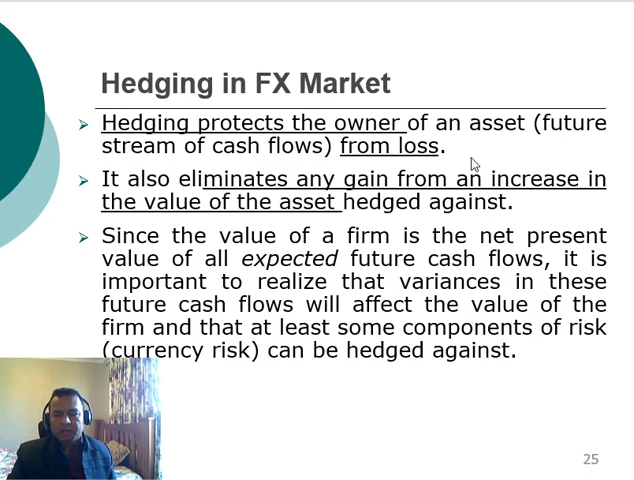 Hedging in FX Market
Hedging protects the owner of an asset (future
stream of cash flows) from loss.
It also eliminates any gain from an increase in
the value of the asset hedged against.
Since the value of a firm is the net present
value of all expected future cash flows, it is
important to realize that variances in these
future cash flows will affect the value of the
firm and that at least some components of risk
(currency risk) can be hedged against.
25